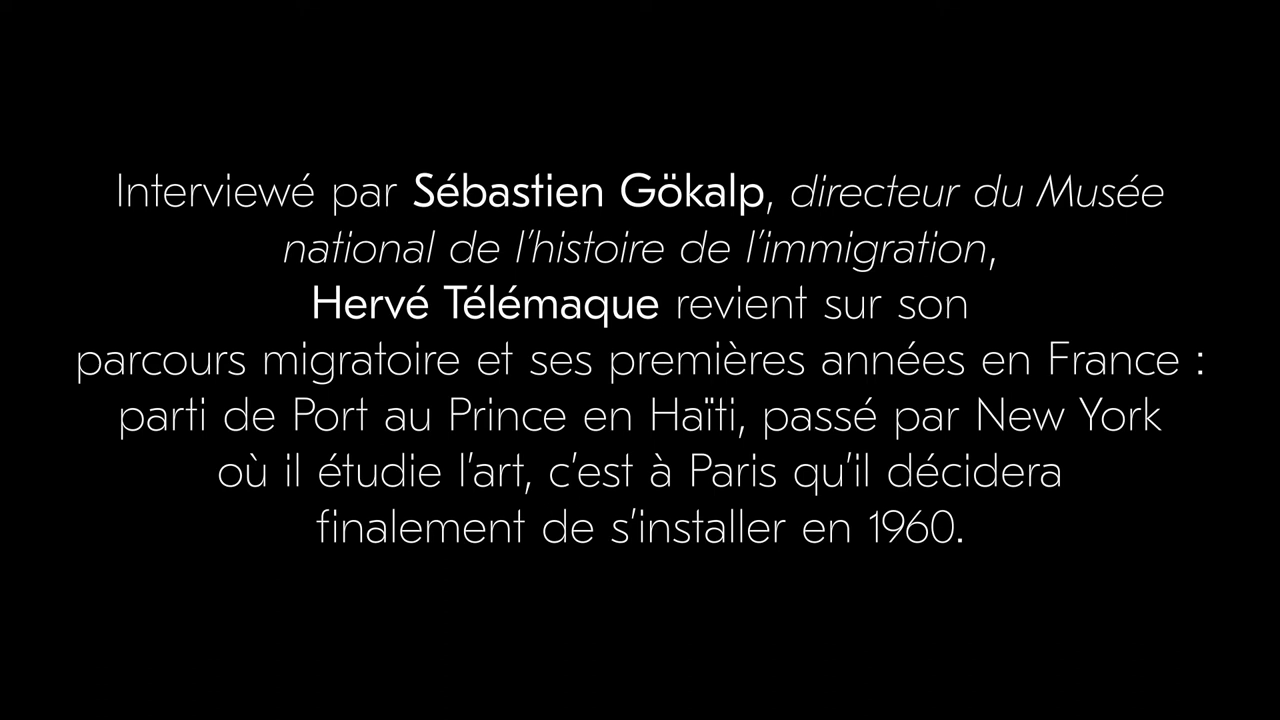 Interviewé par Sébastien Gökalp, directeur du Musée
national de l’histoire de l’immigration,
Hervé Télémaque revient sur son
parcours migratoire et ses premières années en France :
parti de Port au Prince en Haïti, passé par New York
où il étudie l’art, c’est à Paris qu’il décidera
finalement de s’installer en 1960.